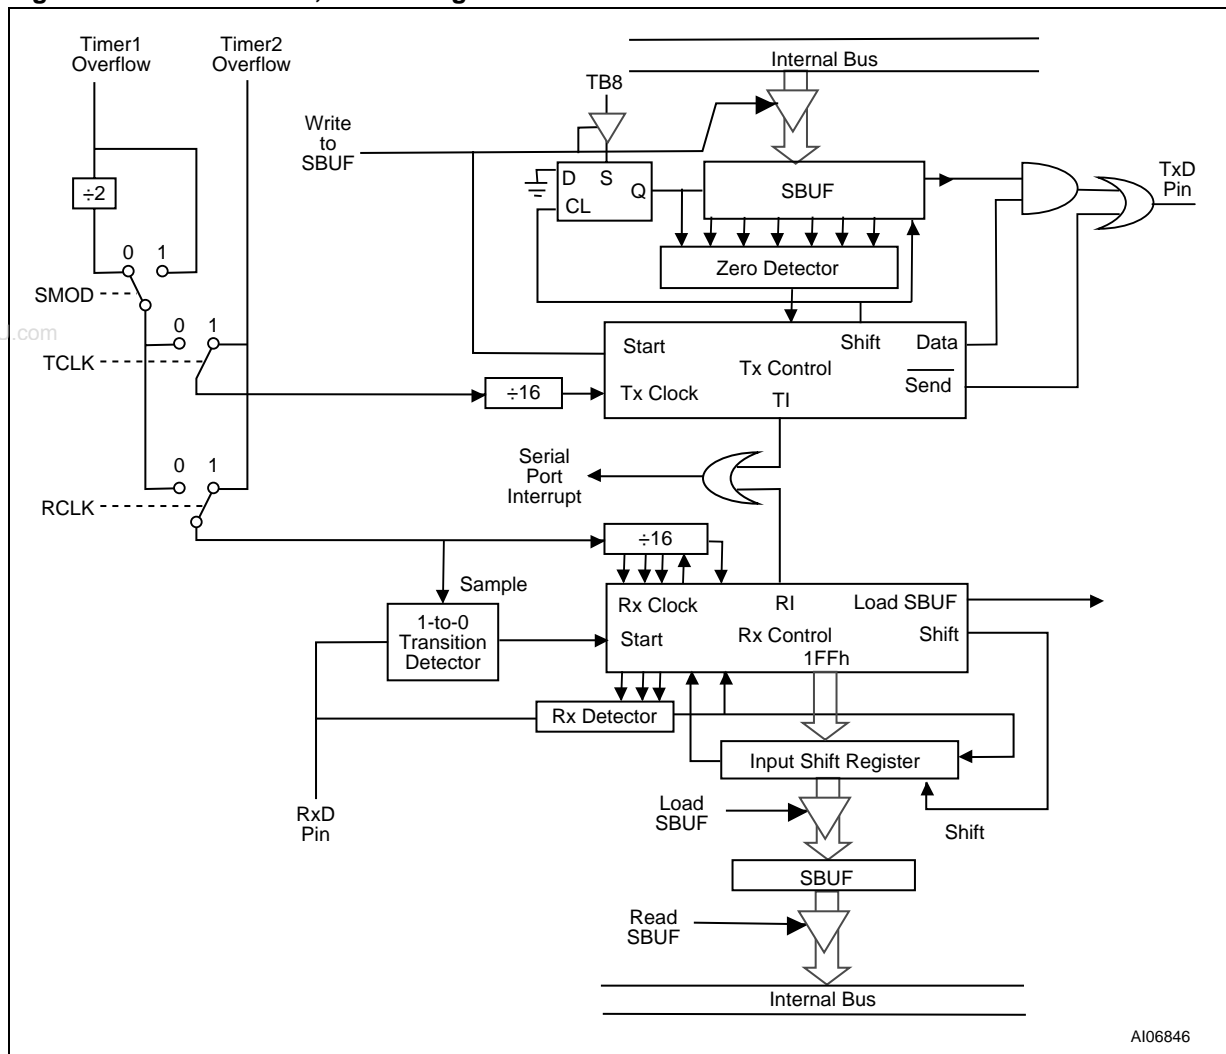 Timer1
Overflow
Timer2
Overflow
Internal Bus
TB8
Write
to
SBUF
D S
Q
CL
SBUF
TxD
Pin
÷2
0 1
Zero Detector
SMOD
0 1
TCLK
Start
Shift
Data
Tx Control
Send
Tx Clock
TI
÷16
Serial
Port
Interrupt
0 1
RCLK
÷16
Sample
Rx Clock
RI
Load SBUF
1-to-0
Transition
Detector
Start
Rx Control
Shift
1FFh
Rx Detector
Input Shift Register
RxD
Pin
Load
SBUF
Shift
SBUF
Read
SBUF
Internal Bus
AI06846